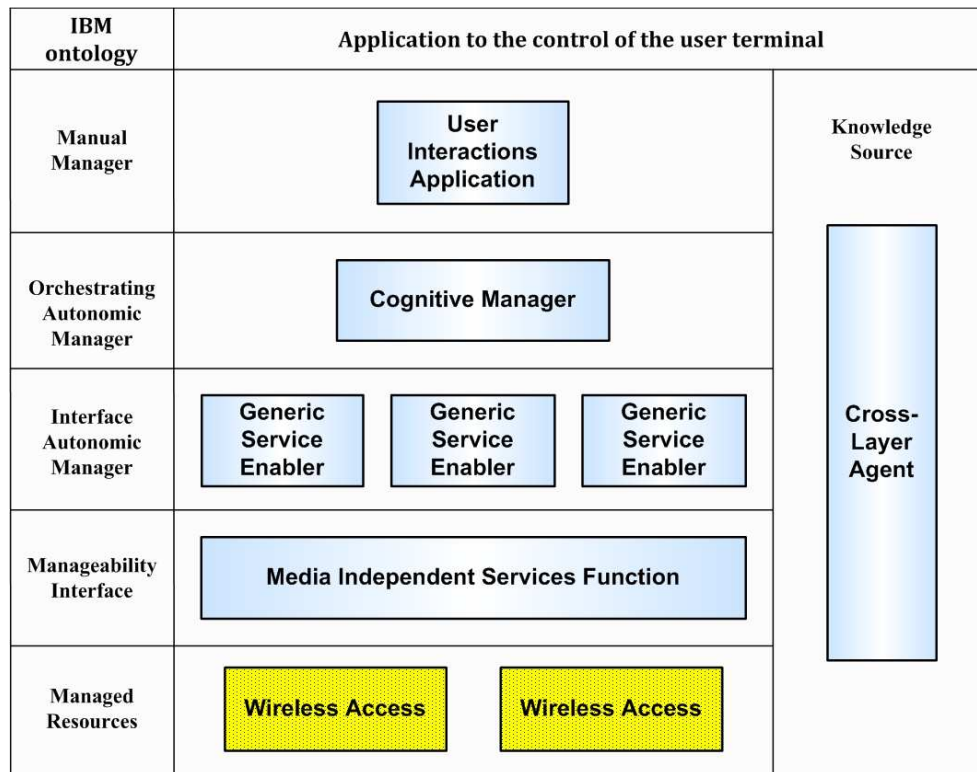 IBM
ontology
Application to the control of the user terminal
Manual
Manager
User
Interactions
Application
Knowledge
Source
Orchestrating
Autonomic
Manager
Cognitive Manager
Interface
Autonomic
Manager
Generic
Service
Enabler
Generic
Service
Enabler
Generic
Service
Enabler
Cross-
Layer
Agent
Manageability
Interface
Media Independent Services Function
Managed
Resources
Wireless Access
Wireless Access